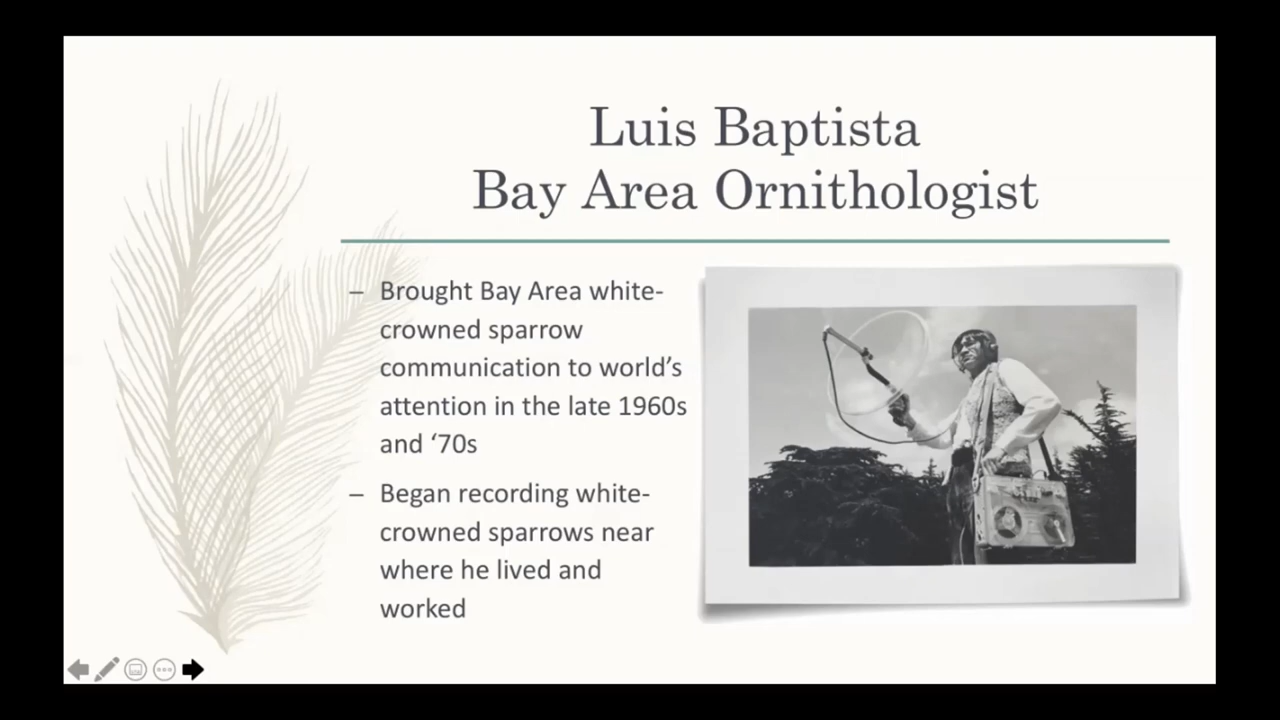 Luis Baptista
Bay Area Ornithologist
– Brought Bay Area white-
crowned sparrow
communication to world’s
attention in the late 1960s
and ‘70s
– Began recording white-
crowned sparrows near
where he lived and
worked